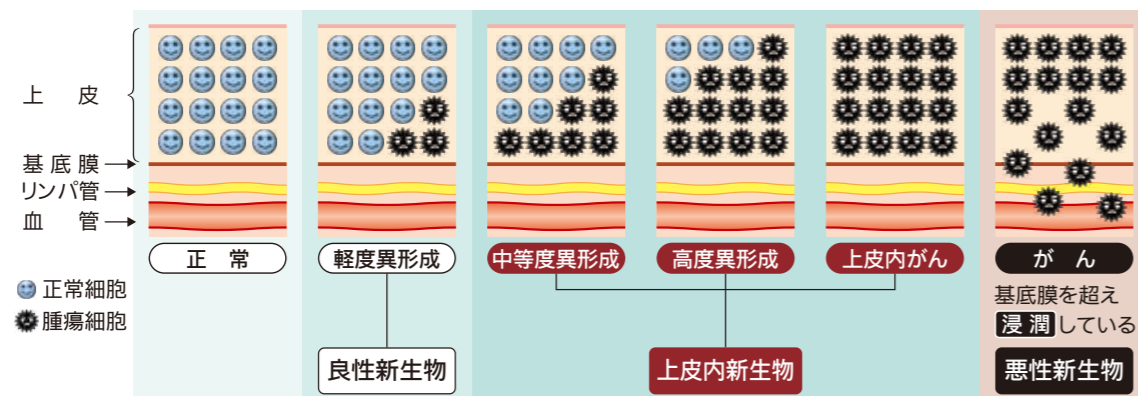 上皮
基底膜
リンパ管
血管
正常
軽度異形成
中等度異形成
高度異形成
上皮内がん
がん
正常細胞
腫瘍細胞
基底膜を超え
浸潤している
良性新生物
上皮内新生物
悪性新生物